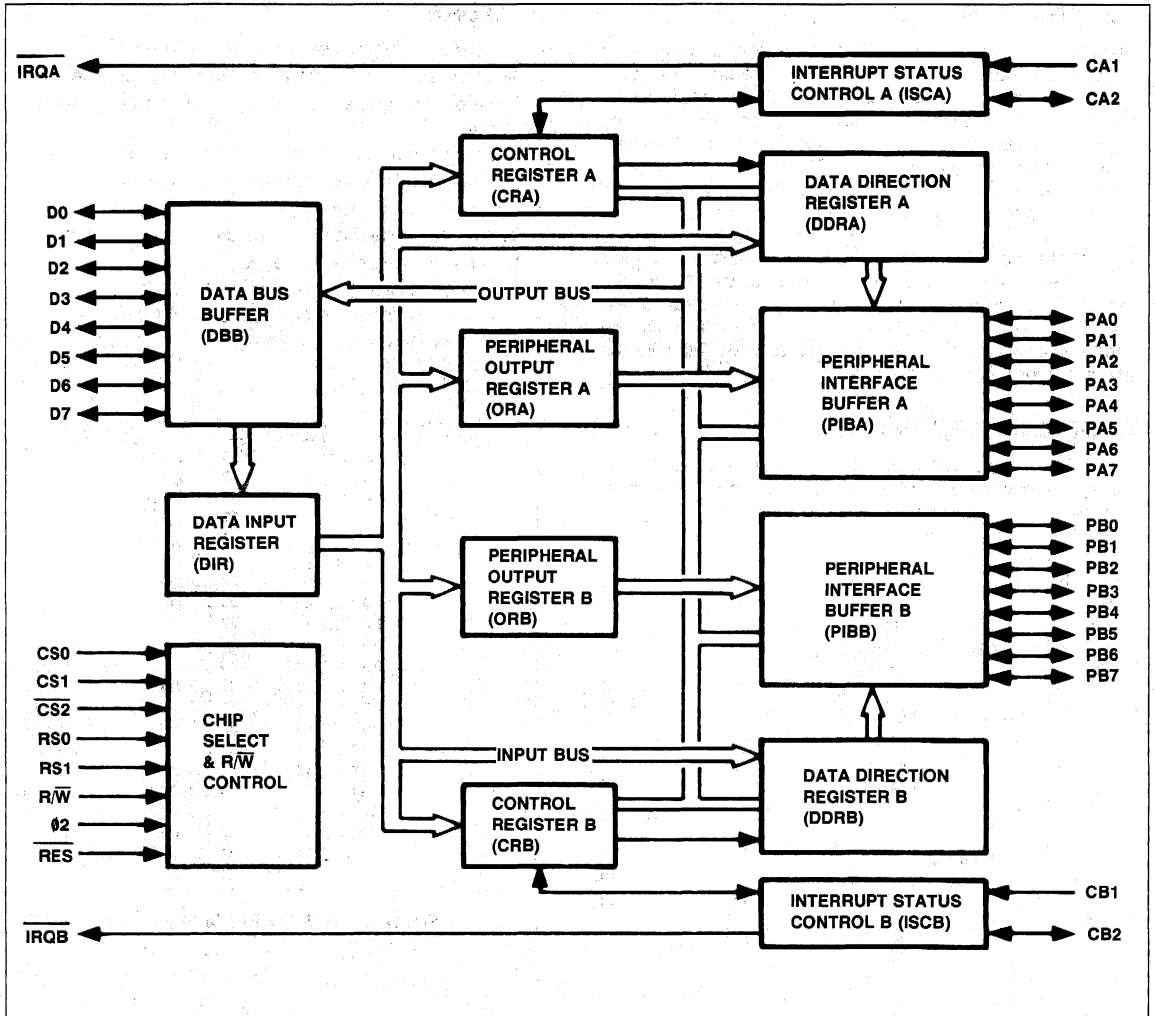 IRQA
INTERRUPT STATUS
CONTROL A (ISCA)
CA1
CA2
CONTROL
REGISTER A
(CRA)
DATA DIRECTION
REGISTER A
(DDRA)
D0
D1
D2
D3
D4
D5
D6
D7
DATA BUS
BUFFER
(DBB)
OUTPUT BUS
PERIPHERAL
OUTPUT
REGISTER A
(ORA)
PERIPHERAL
INTERFACE
BUFFER A
(PIBA)
PA0
PA1
PA2
PA3
PA4
PA5
PA6
PA7
DATA INPUT
REGISTER
(DIR)
PERIPHERAL
OUTPUT
REGISTER B
(ORB)
PERIPHERAL
INTERFACE
BUFFER B
(PIBB)
PB0
PB1
PB2
PB3
PB4
PB5
PB6
PB7
CS0
CS1
CS2
RS0
RS1
R/W
Ø2
RES
CHIP
SELECT
& R/W
CONTROL
INPUT BUS
CONTROL
REGISTER B
(CRB)
DATA DIRECTION
REGISTER B
(DDRB)
INTERRUPT STATUS
CONTROL B (ISCB)
CB1
CB2
IRQB